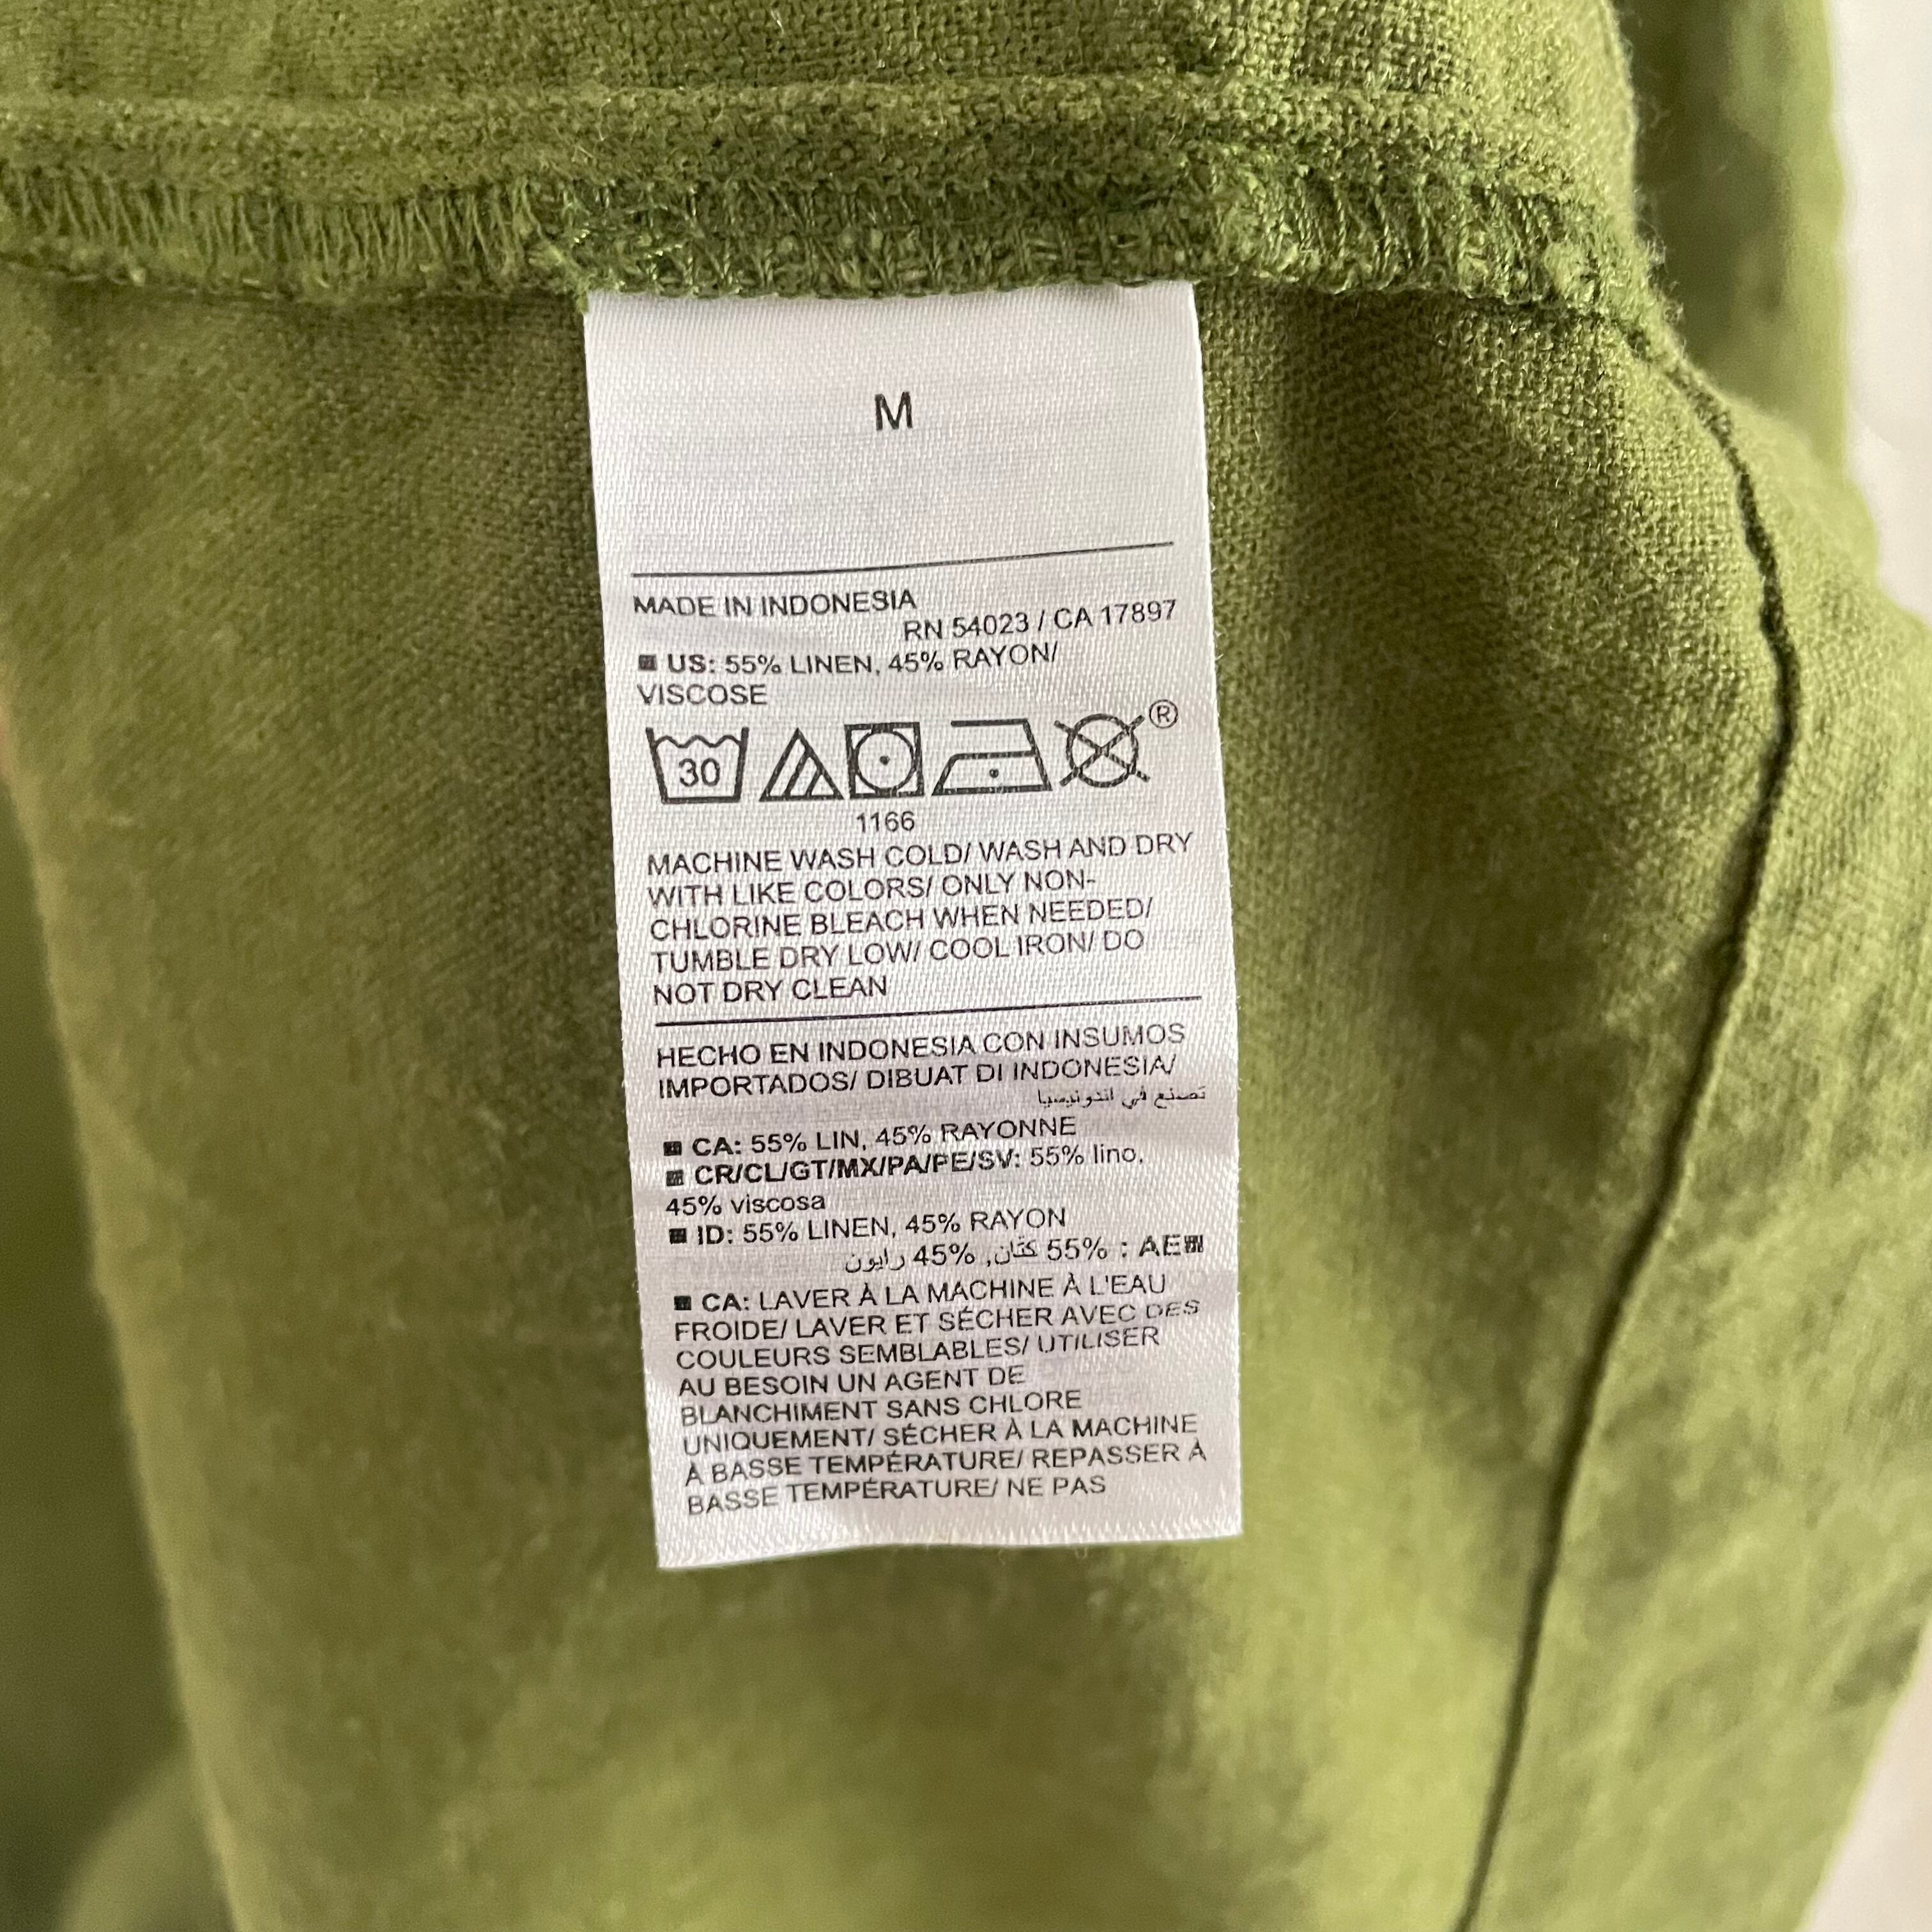 M
MADE IN INDONESIA
RN 54023 / CA 17897
US: 55% LINEN, 45% RAYON/
VISCOSE
30
®
1166
MACHINE WASH COLD/ WASH AND DRY
WITH LIKE COLORS/ ONLY NON-
CHLORINE BLEACH WHEN NEEDED/
TUMBLE DRY LOW/ COOL IRON/ DO
NOT DRY CLEAN
HECHO EN INDONESIA CON INSUMOS
IMPORTADOS/ DIBUAT DI INDONESIA/
تصنع في اندونيسيا
CA: 55% LIN, 45% RAYONNE
CR/CL/GT/MX/PA/PE/SV: 55% lino,
45% viscosa
ID: 55% LINEN, 45% RAYON
AE : 55% كتّان, 45% رايون
CA: LAVER À LA MACHINE À L'EAU
FROIDE/ LAVER ET SÉCHER AVEC DES
COULEURS SEMBLABLES/ UTILISER
AU BESOIN UN AGENT DE
BLANCHIMENT SANS CHLORE
UNIQUEMENT/ SÉCHER À LA MACHINE
À BASSE TEMPÉRATURE/ REPASSER À
BASSE TEMPÉRATURE/ NE PAS